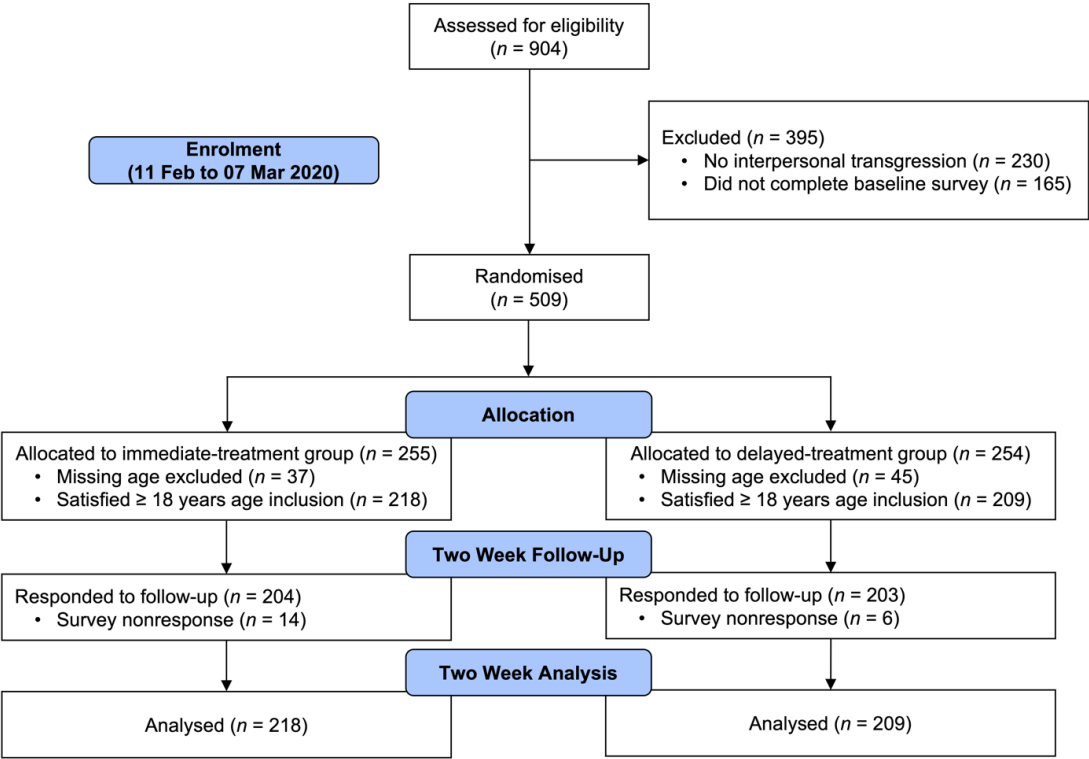 Assessed for eligibility
(n = 904)
Enrolment
(11 Feb to 07 Mar 2020)
Excluded (n = 395)
• No interpersonal transgression (n = 230)
• Did not complete baseline survey (n = 165)
Randomised
(n = 509)
Allocation
Allocated to immediate-treatment group (n = 255)
• Missing age excluded (n = 37)
• Satisfied ≥ 18 years age inclusion (n = 218)
Allocated to delayed-treatment group (n = 254)
• Missing age excluded (n = 45)
• Satisfied ≥ 18 years age inclusion (n = 209)
Two Week Follow-Up
Responded to follow-up (n = 204)
• Survey nonresponse (n = 14)
Responded to follow-up (n = 203)
• Survey nonresponse (n = 6)
Two Week Analysis
Analysed (n = 218)
Analysed (n = 209)